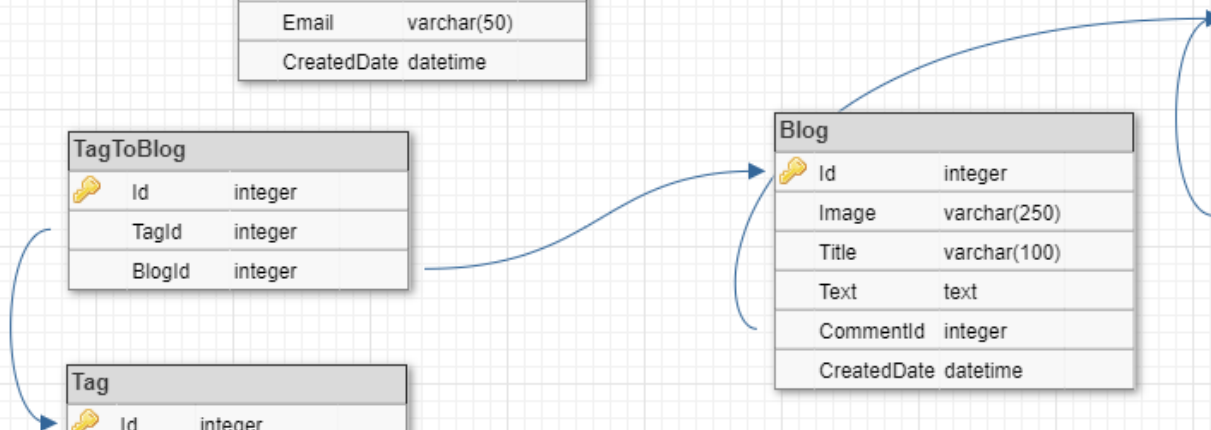 Email varchar(50)
CreatedDate datetime
TagToBlog
Id integer
TagId integer
BlogId integer
Tag
Id integer
Blog
Id integer
Image varchar(250)
Title varchar(100)
Text text
CommentId integer
CreatedDate datetime